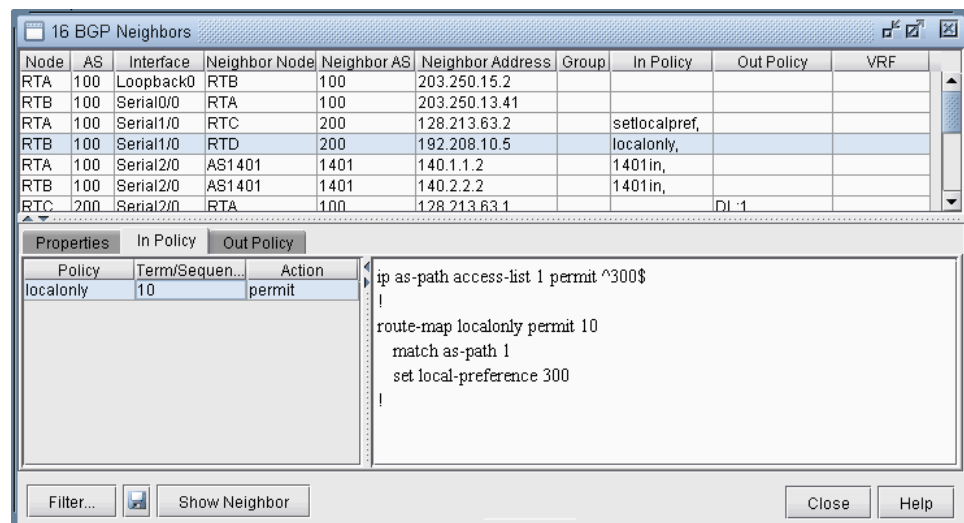 16 BGP Neighbors
Node AS Interface Neighbor Node Neighbor AS Neighbor Address Group In Policy Out Policy VRF
RTA 100 Loopback0 RTB 100 203.250.15.2
RTB 100 Serial0/0 RTA 100 203.250.13.41
RTA 100 Serial1/0 RTC 200 128.213.63.2 setlocalpref,
RTB 100 Serial1/0 RTD 200 192.208.10.5 localonly,
RTA 100 Serial2/0 AS1401 1401 140.1.1.2 1401in,
RTB 100 Serial2/0 AS1401 1401 140.2.2.2 1401in,
RTC 200 Serial2/0 RTA 100 128.213.63.1 DL:1
Properties In Policy Out Policy
Policy Term/Sequen... Action
localonly 10 permit
ip as-path access-list 1 permit ^300$
!
route-map localonly permit 10
match as-path 1
set local-preference 300
!
Filter... Show Neighbor Close Help